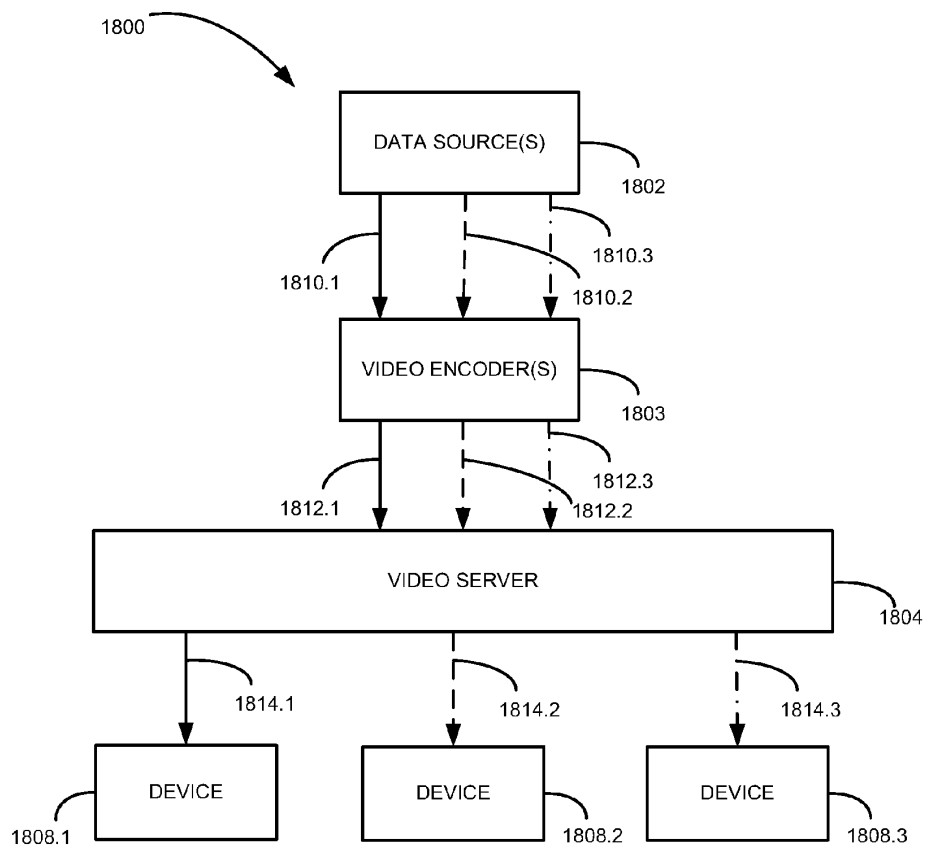 1800
DATA SOURCE(S)
1802
1810.3
1810.1
1810.2
VIDEO ENCODER(S)
1803
1812.3
1812.1
1812.2
VIDEO SERVER
1804
1814.1
1814.2
1814.3
DEVICE
DEVICE
DEVICE
1808.1
1808.2
1808.3